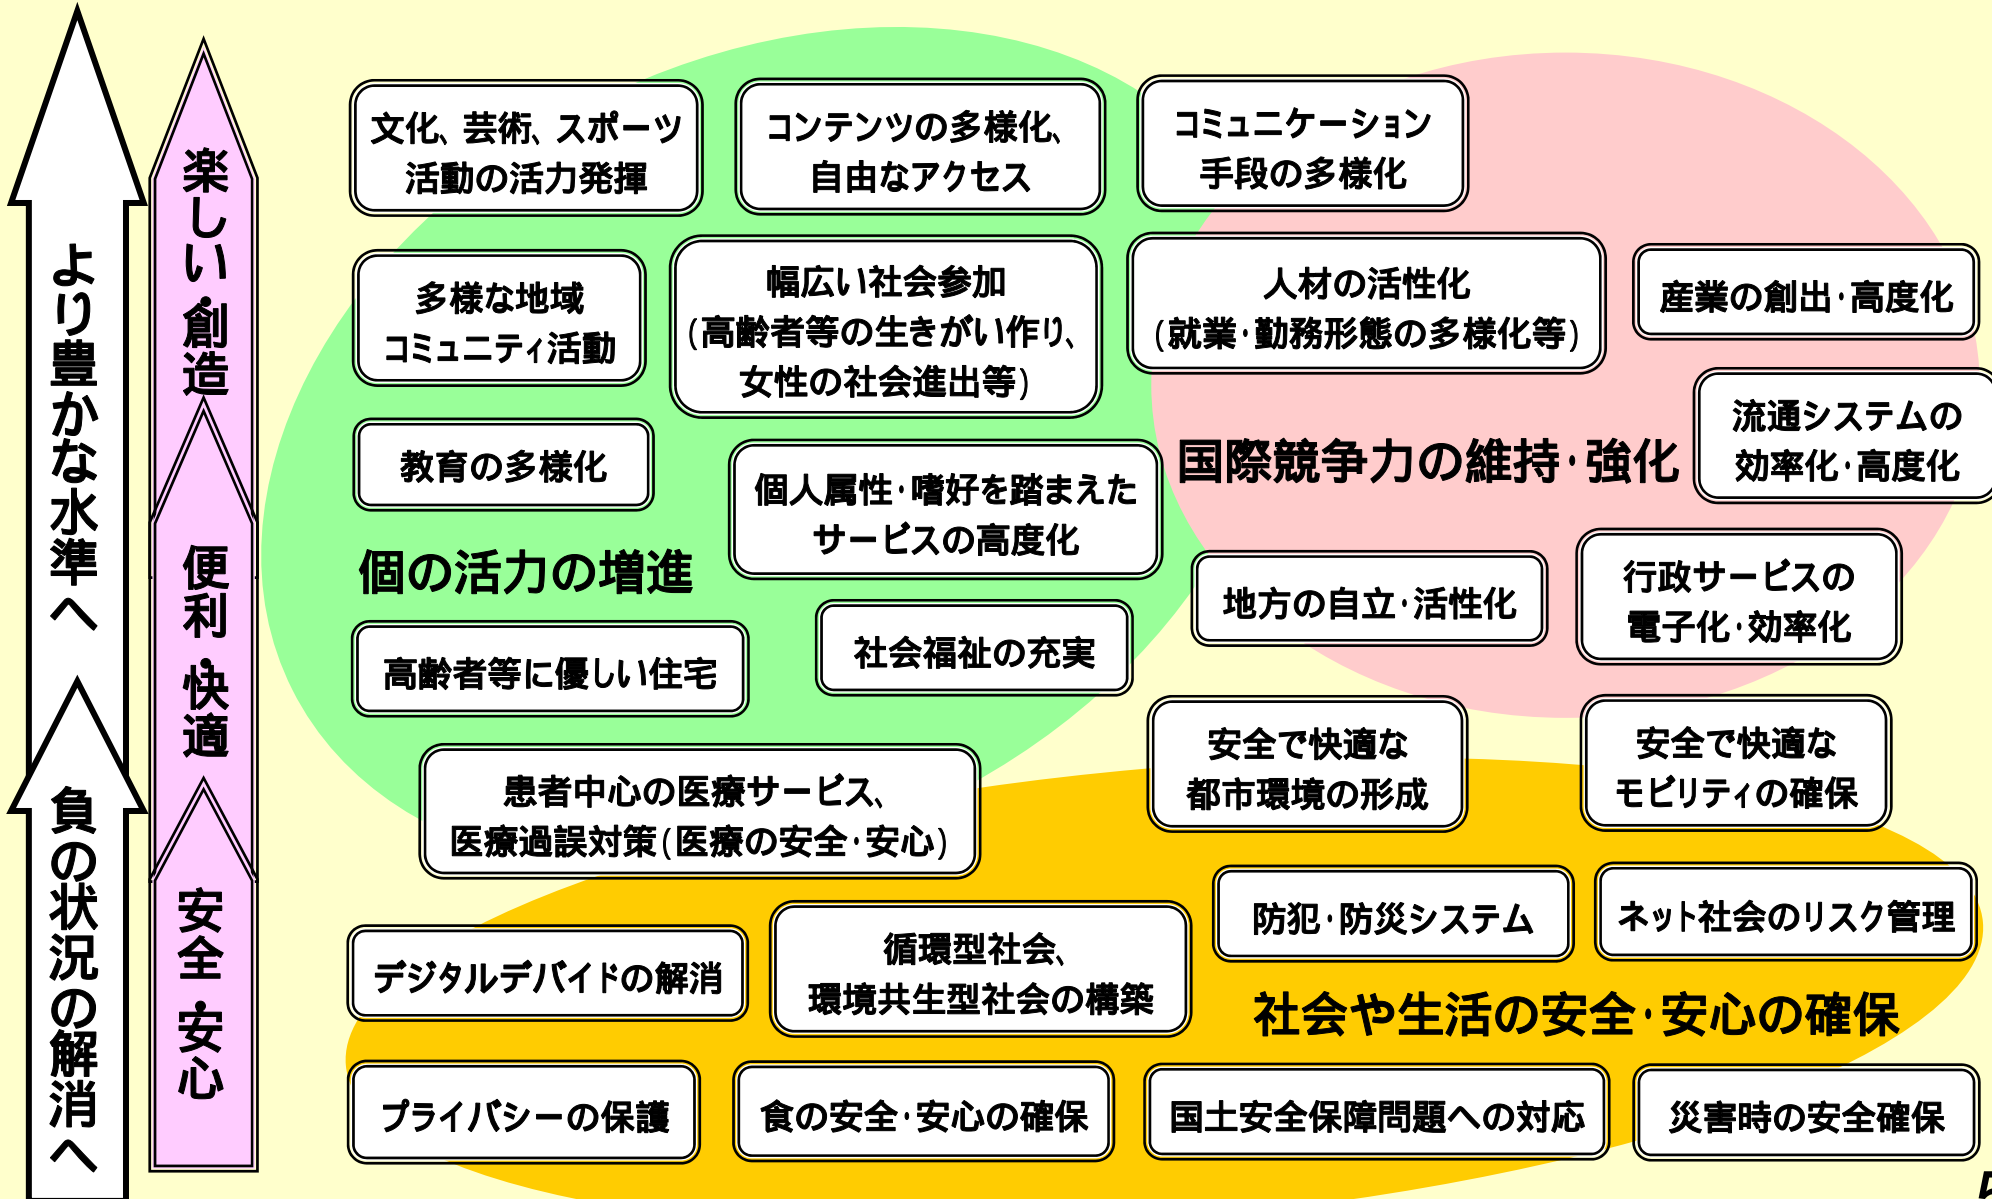 より豊かな水準へ
負の状況の解消へ
楽しい・創造
便利・快適
安全・安心
文化、芸術、スポーツ
活動の活力発揮
コンテンツの多様化、
自由なアクセス
コミュニケーション
手段の多様化
多様な地域
コミュニティ活動
幅広い社会参加
(高齢者等の生きがい作り、
女性の社会進出等)
人材の活性化
(就業・勤務形態の多様化等)
産業の創出・高度化
流通システムの
効率化・高度化
国際競争力の維持・強化
教育の多様化
個人属性・嗜好を踏まえた
サービスの高度化
個の活力の増進
地方の自立・活性化
行政サービスの
電子化・効率化
高齢者等に優しい住宅
社会福祉の充実
安全で快適な
都市環境の形成
安全で快適な
モビリティの確保
患者中心の医療サービス、
医療過誤対策(医療の安全・安心)
防犯・防災システム
ネット社会のリスク管理
デジタルデバイドの解消
循環型社会、
環境共生型社会の構築
社会や生活の安全・安心の確保
プライバシーの保護
食の安全・安心の確保
国土安全保障問題への対応
災害時の安全確保